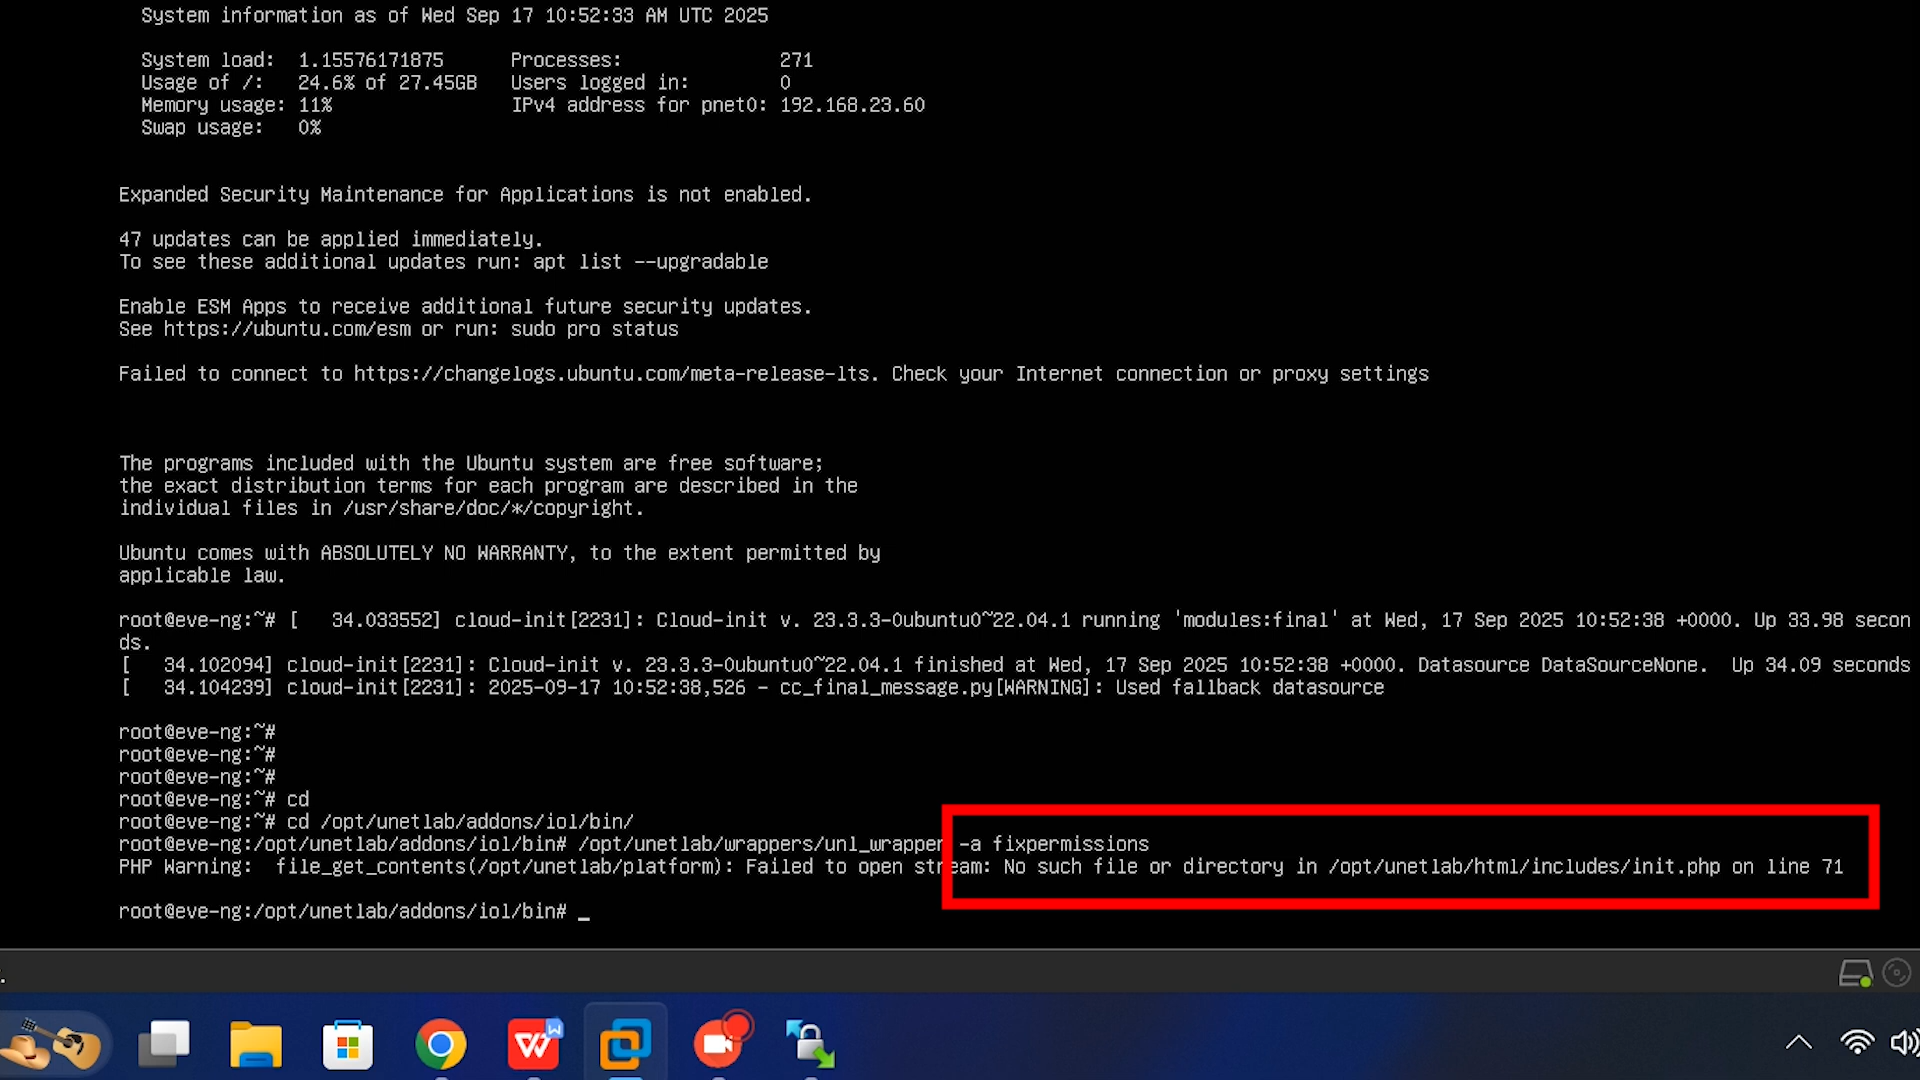 System information as of Wed Sep 17 10:52:33 AM UTC 2025
System load: 1.15576171875 Processes: 271
Usage of /: 24.6% of 27.45GB Users logged in: 0
Memory usage: 11% IPv4 address for pnet0: 192.168.23.60
Swap usage: 0%
Expanded Security Maintenance for Applications is not enabled.
47 updates can be applied immediately.
To see these additional updates run: apt list --upgradable
Enable ESM Apps to receive additional future security updates.
See https://ubuntu.com/esm or run: sudo pro status
Failed to connect to https://changelogs.ubuntu.com/meta-release-lts. Check your Internet connection or proxy settings
The programs included with the Ubuntu system are free software;
the exact distribution terms for each program are described in the
individual files in /usr/share/doc/*/copyright.
Ubuntu comes with ABSOLUTELY NO WARRANTY, to the extent permitted by
applicable law.
root@eve-ng:~# [   34.033552] cloud-init[2231]: Cloud-init v. 23.3.3-0ubuntu0~22.04.1 running 'modules:final' at Wed, 17 Sep 2025 10:52:38 +0000. Up 33.98 secon
ds.
[   34.102094] cloud-init[2231]: Cloud-init v. 23.3.3-0ubuntu0~22.04.1 finished at Wed, 17 Sep 2025 10:52:38 +0000. Datasource DataSourceNone.  Up 34.09 seconds
[   34.104239] cloud-init[2231]: 2025-09-17 10:52:38,526 - cc_final_message.py[WARNING]: Used fallback datasource
root@eve-ng:~#
root@eve-ng:~#
root@eve-ng:~#
root@eve-ng:~# cd
root@eve-ng:~# cd /opt/unetlab/addons/iol/bin/
root@eve-ng:/opt/unetlab/addons/iol/bin# /opt/unetlab/wrappers/unl_wrapper -a fixpermissions
PHP Warning:  file_get_contents(/opt/unetlab/platform): Failed to open stream: No such file or directory in /opt/unetlab/html/includes/init.php on line 71
root@eve-ng:/opt/unetlab/addons/iol/bin# _